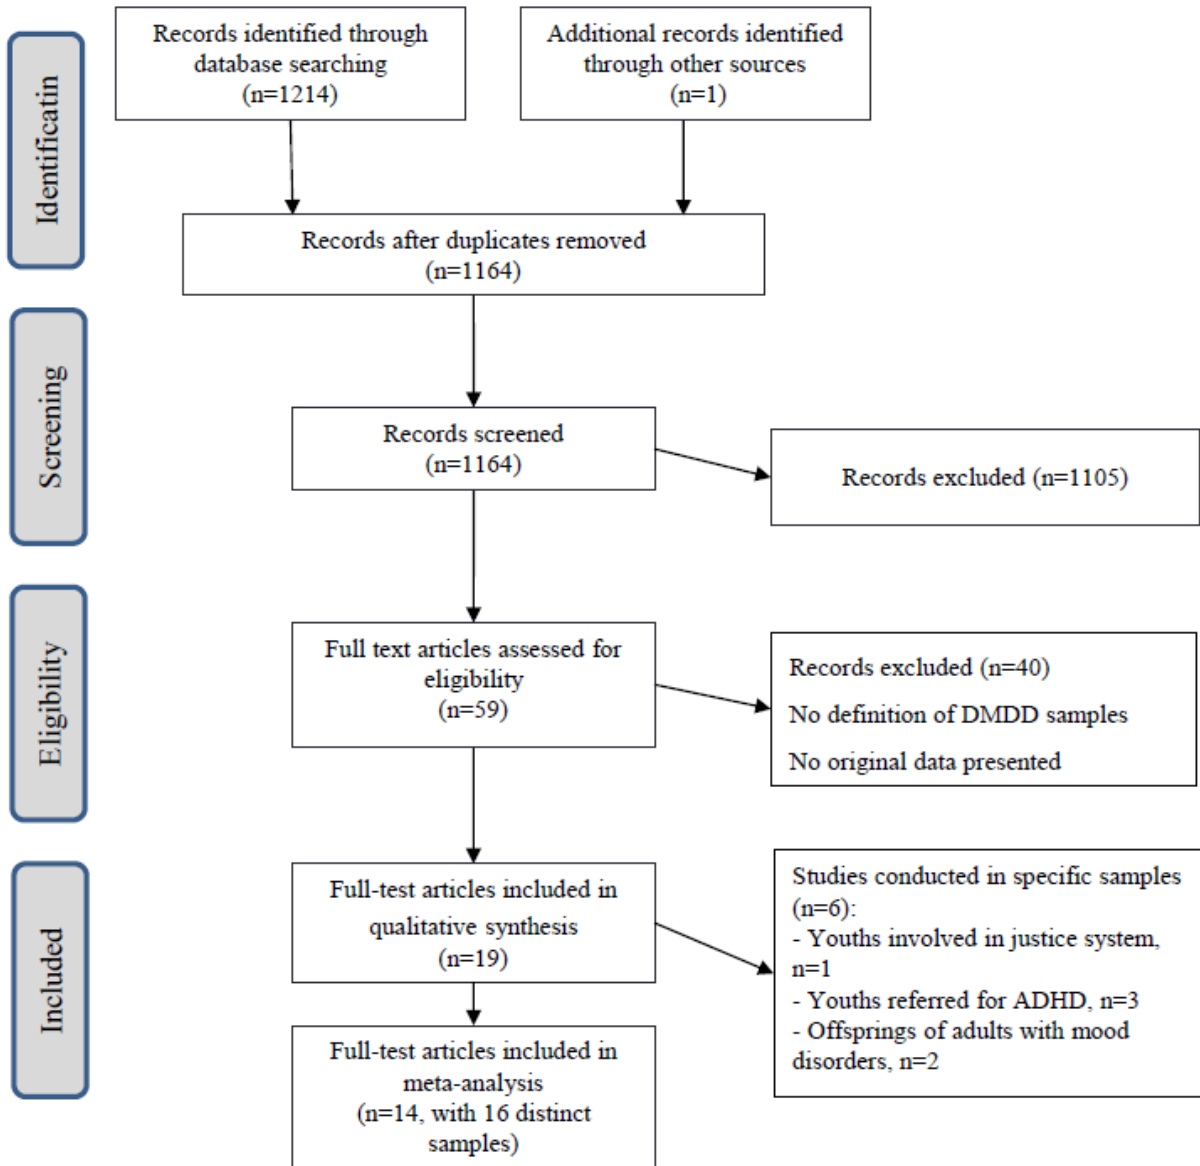 Identificatin
Records identified through
database searching
(n=1214)
Additional records identified
through other sources
(n=1)
Records after duplicates removed
(n=1164)
Screening
Records screened
(n=1164)
Records excluded (n=1105)
Eligibility
Full text articles assessed for
eligibility
(n=59)
Records excluded (n=40)
No definition of DMDD samples
No original data presented
Included
Full-test articles included in
qualitative synthesis
(n=19)
Studies conducted in specific samples
(n=6):
- Youths involved in justice system,
n=1
- Youths referred for ADHD, n=3
- Offsprings of adults with mood
disorders, n=2
Full-test articles included in
meta-analysis
(n=14, with 16 distinct
samples)